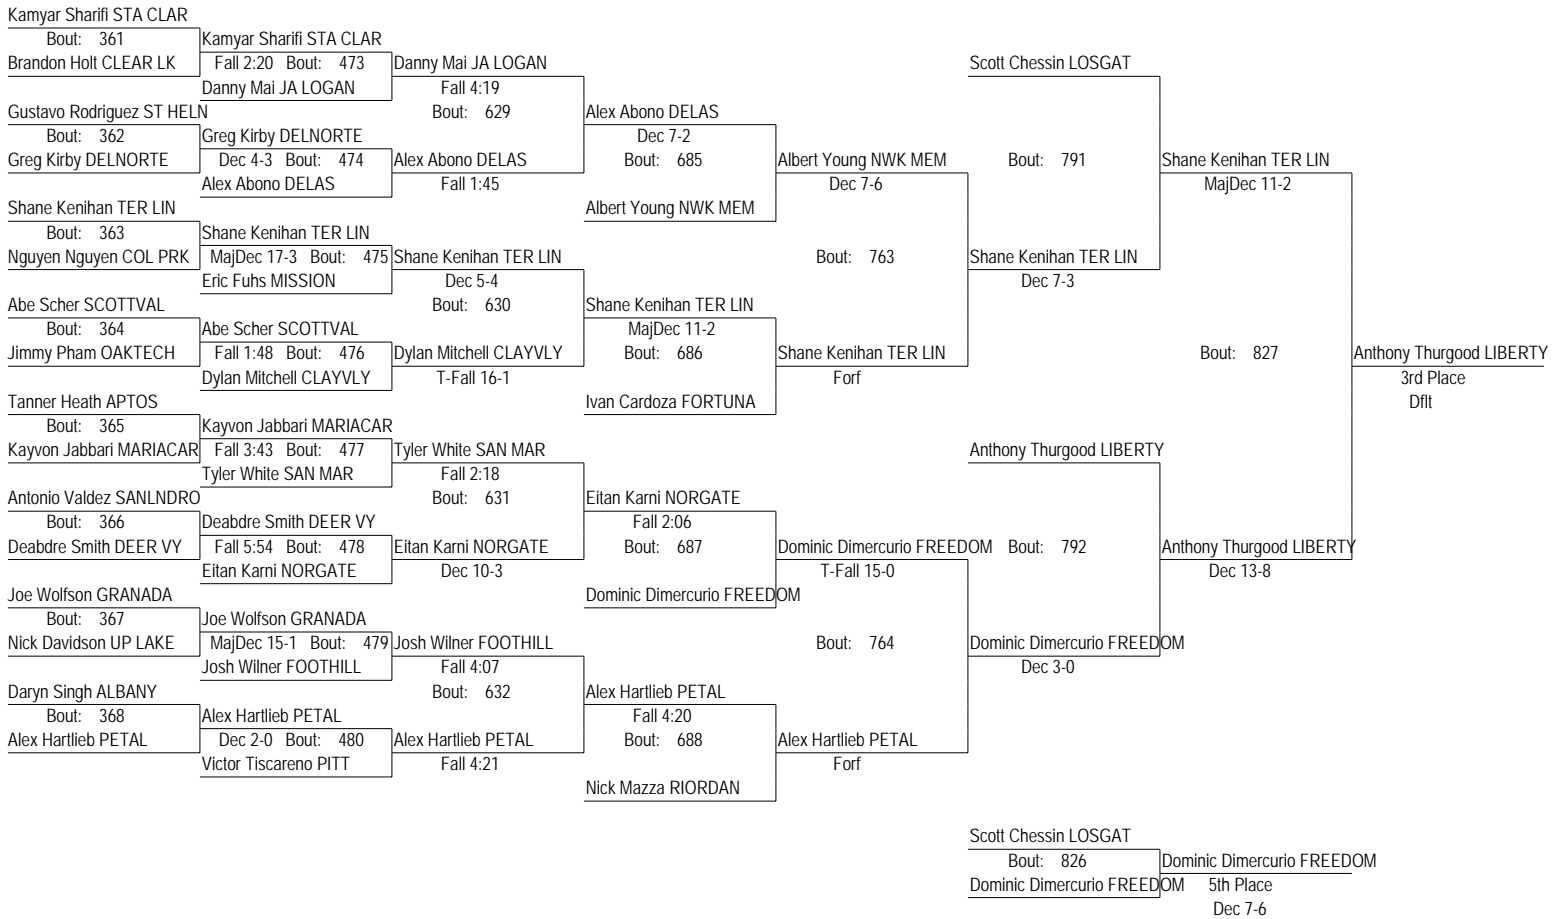 Kamyar Sharifi STA CLAR
Bout: 361
Kamyar Sharifi STA CLAR
Brandon Holt CLEAR LK
Fall 2:20 Bout: 473
Danny Mai JA LOGAN
Scott Chessin LOSGAT
Danny Mai JA LOGAN
Fall 4:19
Gustavo Rodriguez ST HELN
Bout: 629
Alex Abono DELAS
Bout: 362
Greg Kirby DELNORTE
Dec 7-2
Greg Kirby DELNORTE
Dec 4-3 Bout: 474
Alex Abono DELAS
Bout: 685
Albert Young NWK MEM
Bout: 791
Shane Kenihan TER LIN
Alex Abono DELAS
Fall 1:45
Dec 7-6
MajDec 11-2
Shane Kenihan TER LIN
Albert Young NWK MEM
Bout: 363
Shane Kenihan TER LIN
Nguyen Nguyen COL PRK
MajDec 17-3 Bout: 475
Shane Kenihan TER LIN
Bout: 763
Shane Kenihan TER LIN
Eric Fuhs MISSION
Dec 5-4
Dec 7-3
Abe Scher SCOTTVAL
Bout: 630
Shane Kenihan TER LIN
Bout: 364
Abe Scher SCOTTVAL
MajDec 11-2
Jimmy Pham OAKTECH
Fall 1:48 Bout: 476
Dylan Mitchell CLAYVLY
Bout: 686
Shane Kenihan TER LIN
Bout: 827
Anthony Thurgood LIBERTY
Dylan Mitchell CLAYVLY
T-Fall 16-1
Forf
3rd Place
Tanner Heath APTOS
Ivan Cardoza FORTUNA
Dflt
Bout: 365
Kayvon Jabbari MARIACAR
Kayvon Jabbari MARIACAR
Fall 3:43 Bout: 477
Tyler White SAN MAR
Anthony Thurgood LIBERTY
Tyler White SAN MAR
Fall 2:18
Antonio Valdez SANLNDRO
Bout: 631
Eitan Karni NORGATE
Bout: 366
Deabdre Smith DEER VY
Fall 2:06
Deabdre Smith DEER VY
Fall 5:54 Bout: 478
Eitan Karni NORGATE
Bout: 687
Dominic Dimercurio FREEDOM
Bout: 792
Anthony Thurgood LIBERTY
Eitan Karni NORGATE
Dec 10-3
T-Fall 15-0
Dec 13-8
Joe Wolfson GRANADA
Dominic Dimercurio FREEDOM
Bout: 367
Joe Wolfson GRANADA
Nick Davidson UP LAKE
MajDec 15-1 Bout: 479
Josh Wilner FOOTHILL
Bout: 764
Dominic Dimercurio FREEDOM
Josh Wilner FOOTHILL
Fall 4:07
Dec 3-0
Daryn Singh ALBANY
Bout: 632
Alex Hartlieb PETAL
Bout: 368
Alex Hartlieb PETAL
Fall 4:20
Alex Hartlieb PETAL
Dec 2-0 Bout: 480
Alex Hartlieb PETAL
Bout: 688
Alex Hartlieb PETAL
Victor Tiscareno PITT
Fall 4:21
Forf
Nick Mazza RIORDAN
Scott Chessin LOSGAT
Bout: 826
Dominic Dimercurio FREEDOM
Dominic Dimercurio FREEDOM
5th Place
Dec 7-6